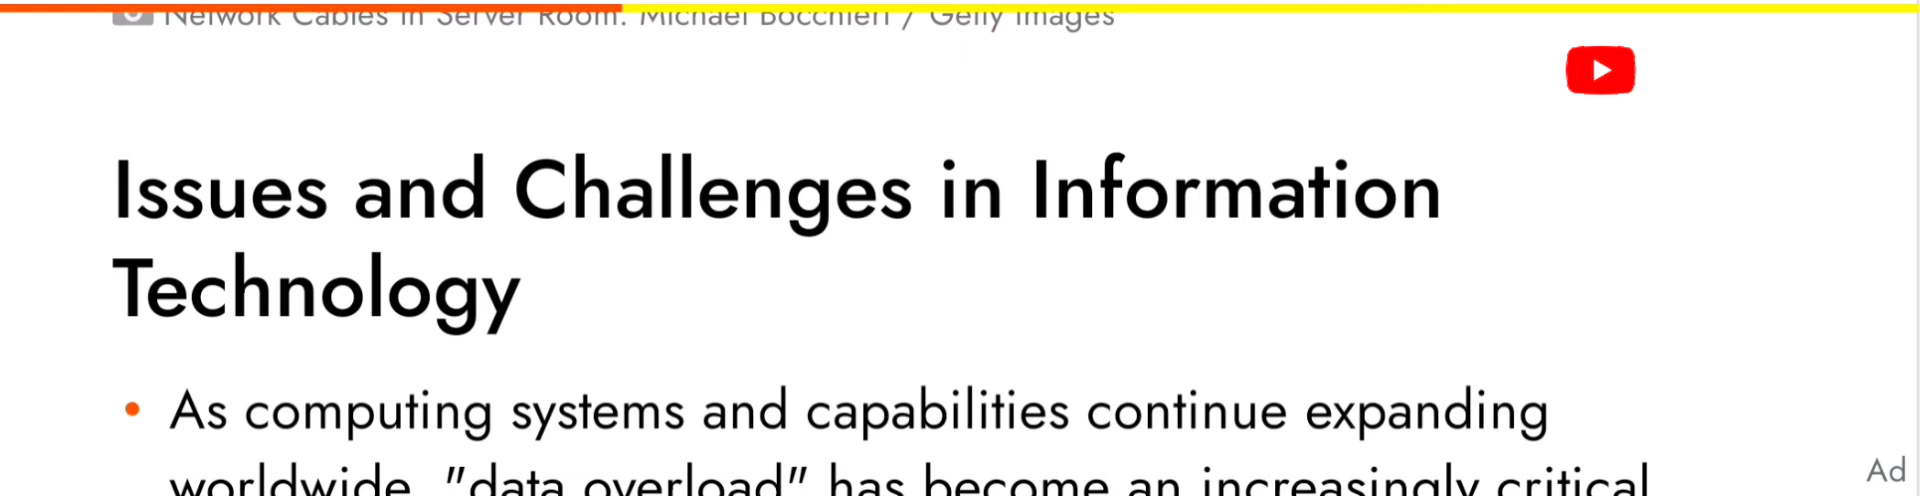 Network Cables in Server Room. Michael Bocchieri / Getty Images
Issues and Challenges in Information
Technology
• As computing systems and capabilities continue expanding
worldwide, "data overload" has become an increasingly critical
Ad